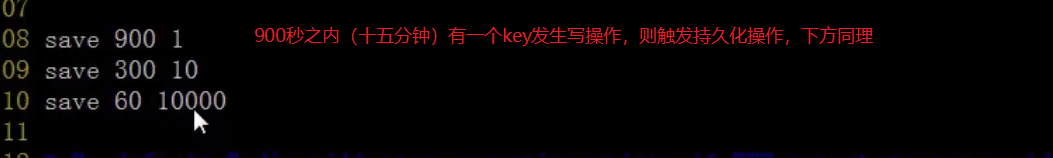 07
08 save 900 1 900秒之内（十五分钟）有一个key发生写操作，则触发持久化操作，下方同理
09 save 300 10
10 save 60 10000
11